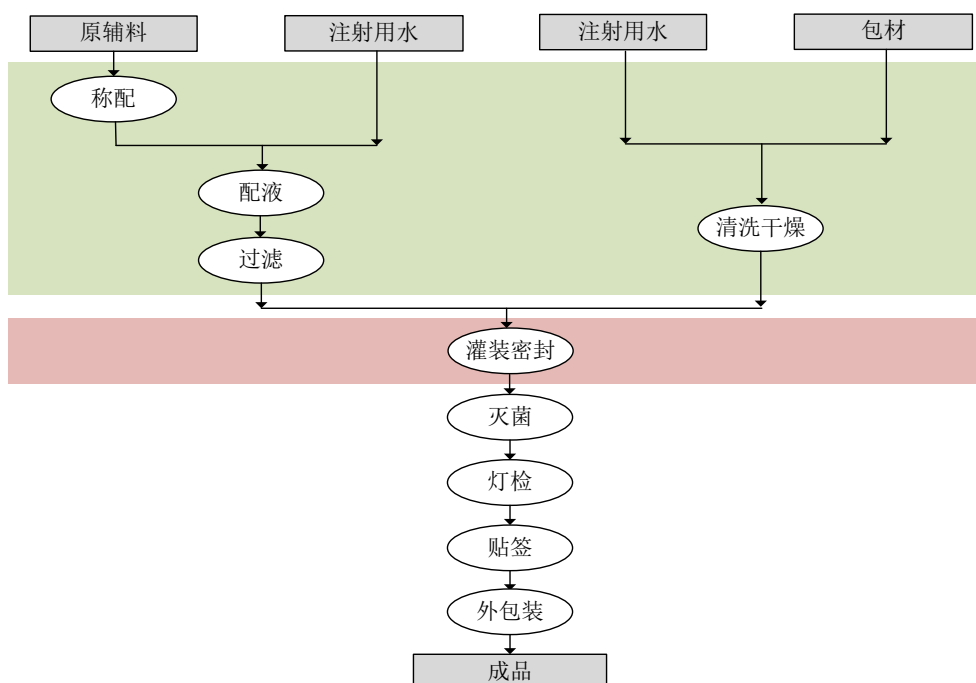 原辅料
注射用水
注射用水
包材
称配
配液
清洗干燥
过滤
灌装密封
灭菌
灯检
贴签
外包装
成品